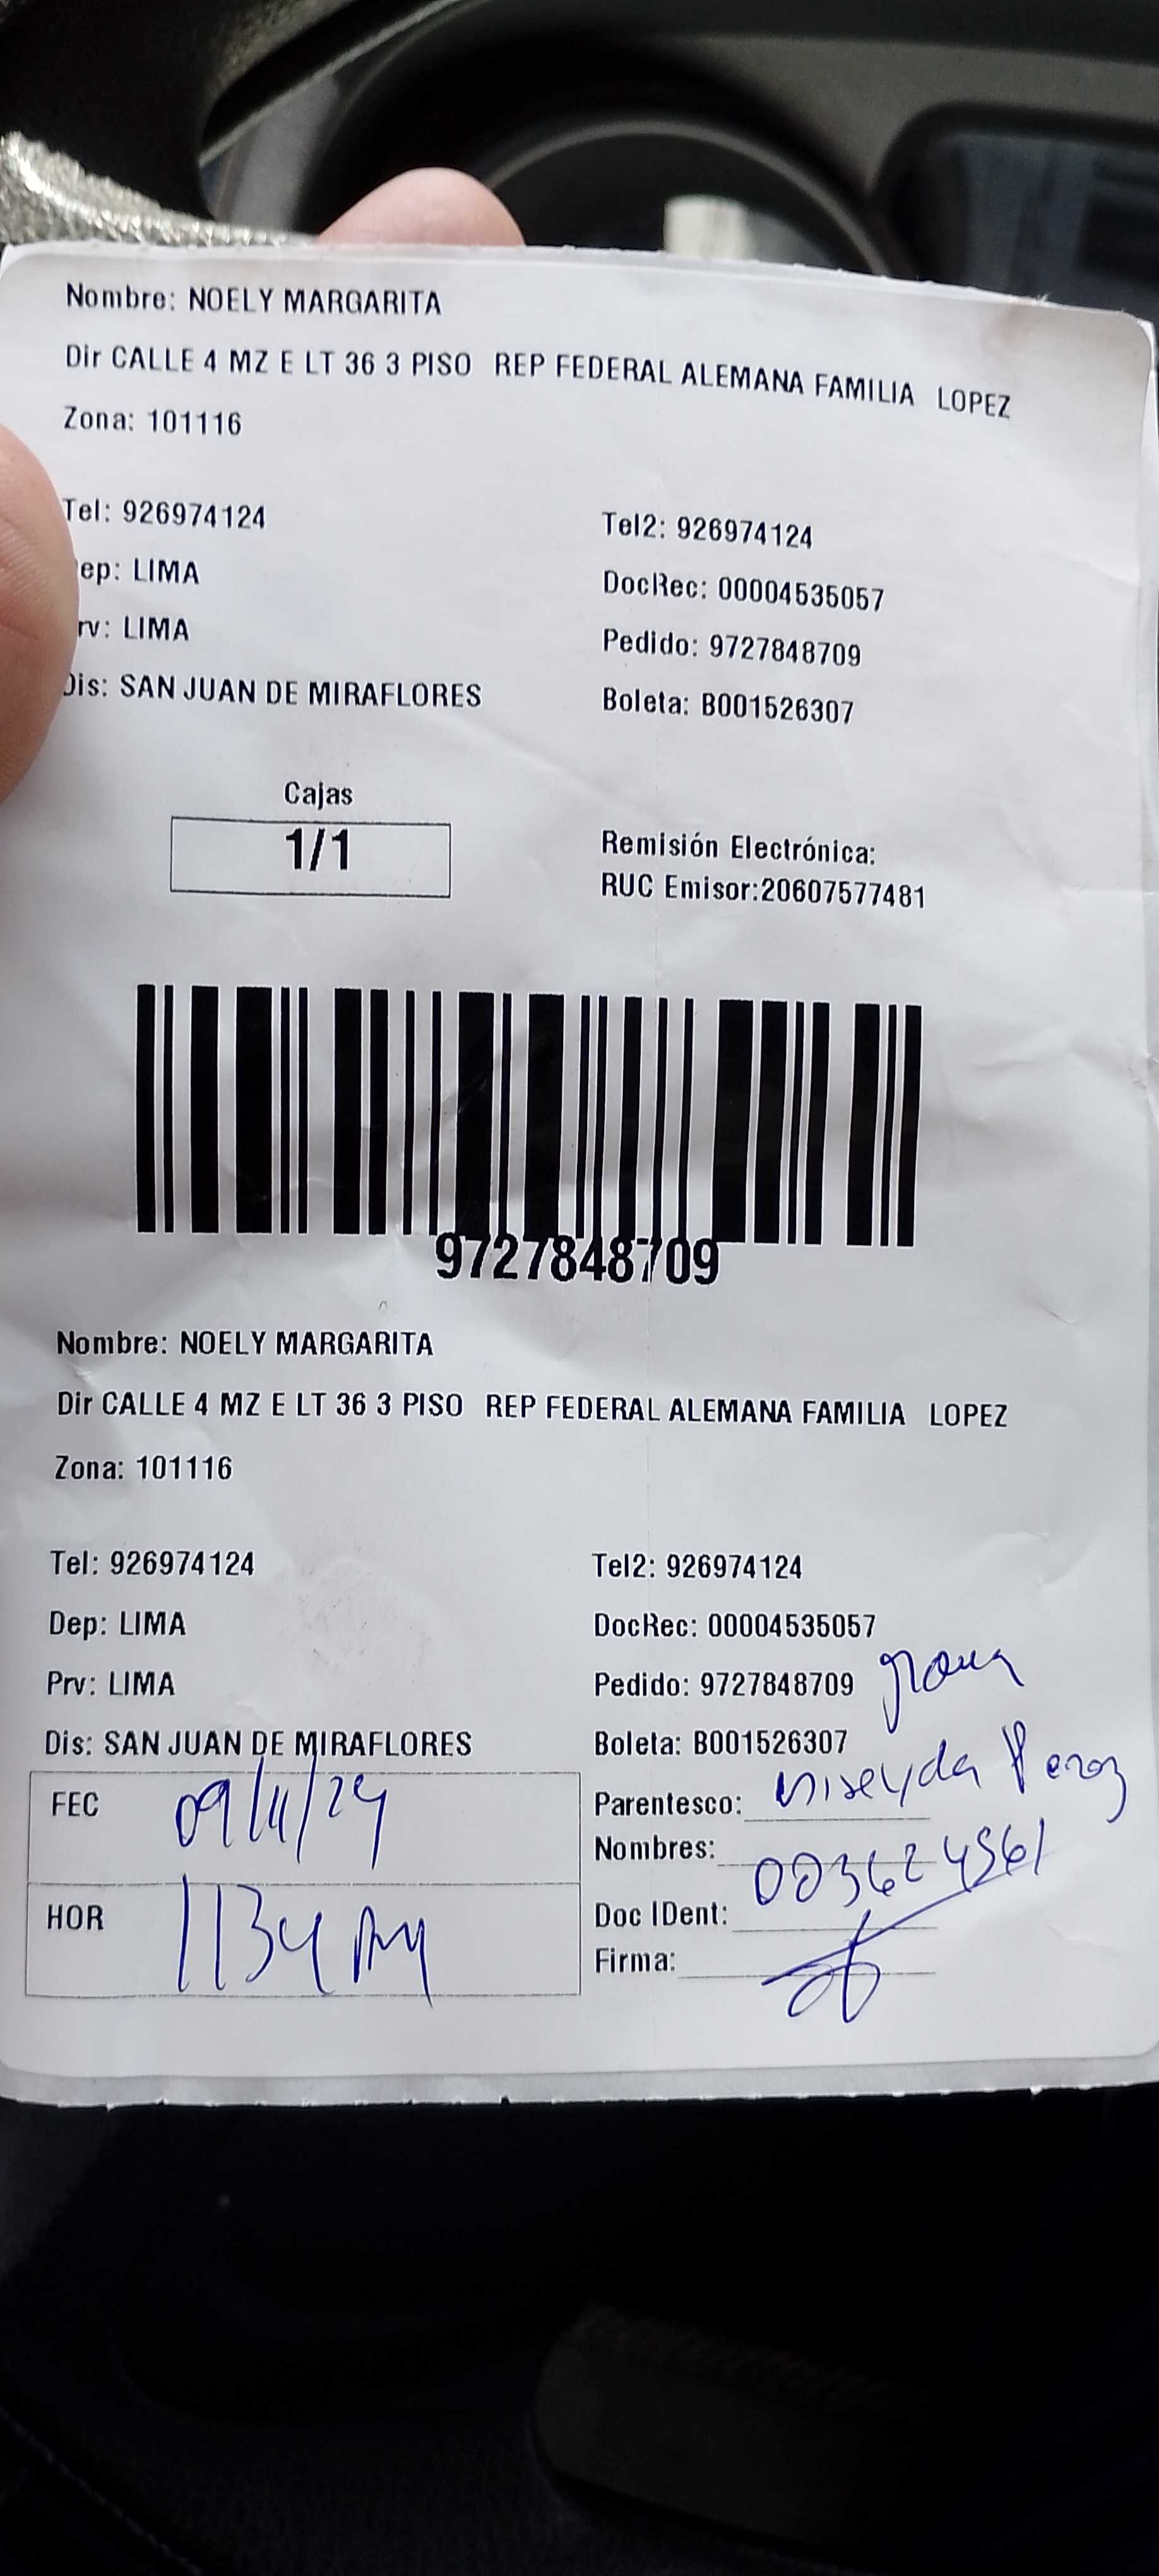 Nombre: NOELY MARGARITA
Dir CALLE 4 MZ E LT 36 3 PISO REP FEDERAL ALEMANA FAMILIA LOPEZ
Zona: 101116
Tel: 926974124 Tel2: 926974124
ep: LIMA DocRec: 00004535057
rv: LIMA Pedido: 9727848709
Dis: SAN JUAN DE MIRAFLORES Boleta: B001526307
Cajas
1/1
Remisión Electrónica:
RUC Emisor:20607577481
9727848709
Nombre: NOELY MARGARITA
Dir CALLE 4 MZ E LT 36 3 PISO REP FEDERAL ALEMANA FAMILIA LOPEZ
Zona: 101116
Tel: 926974124 Tel2: 926974124
Dep: LIMA DocRec: 00004535057
Prv: LIMA Pedido: 9727848709
Dis: SAN JUAN DE MIRAFLORES Boleta: B001526307
FEC 09/11/24
HOR 1134 AM
Parentesco:
Nombres:
Doc IDent: 003624561
Firma: